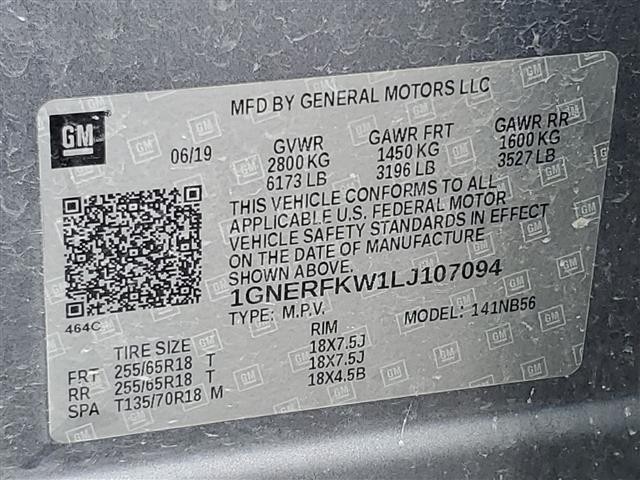 MFD BY GENERAL MOTORS LLC
GM
06/19 GVWR GAWR FRT GAWR RR
2800 KG 1450 KG 1600 KG
6173 LB 3196 LB 3527 LB
THIS VEHICLE CONFORMS TO ALL
APPLICABLE U.S. FEDERAL MOTOR
VEHICLE SAFETY STANDARDS IN EFFECT
ON THE DATE OF MANUFACTURE
SHOWN ABOVE.
1GNERFKW1LJ107094
464C
TYPE: M.P.V. MODEL: 141NB56
TIRE SIZE RIM
FRT 255/65R18 T 18X7.5J
RR 255/65R18 T 18X7.5J
SPA T135/70R18 M 18X4.5B